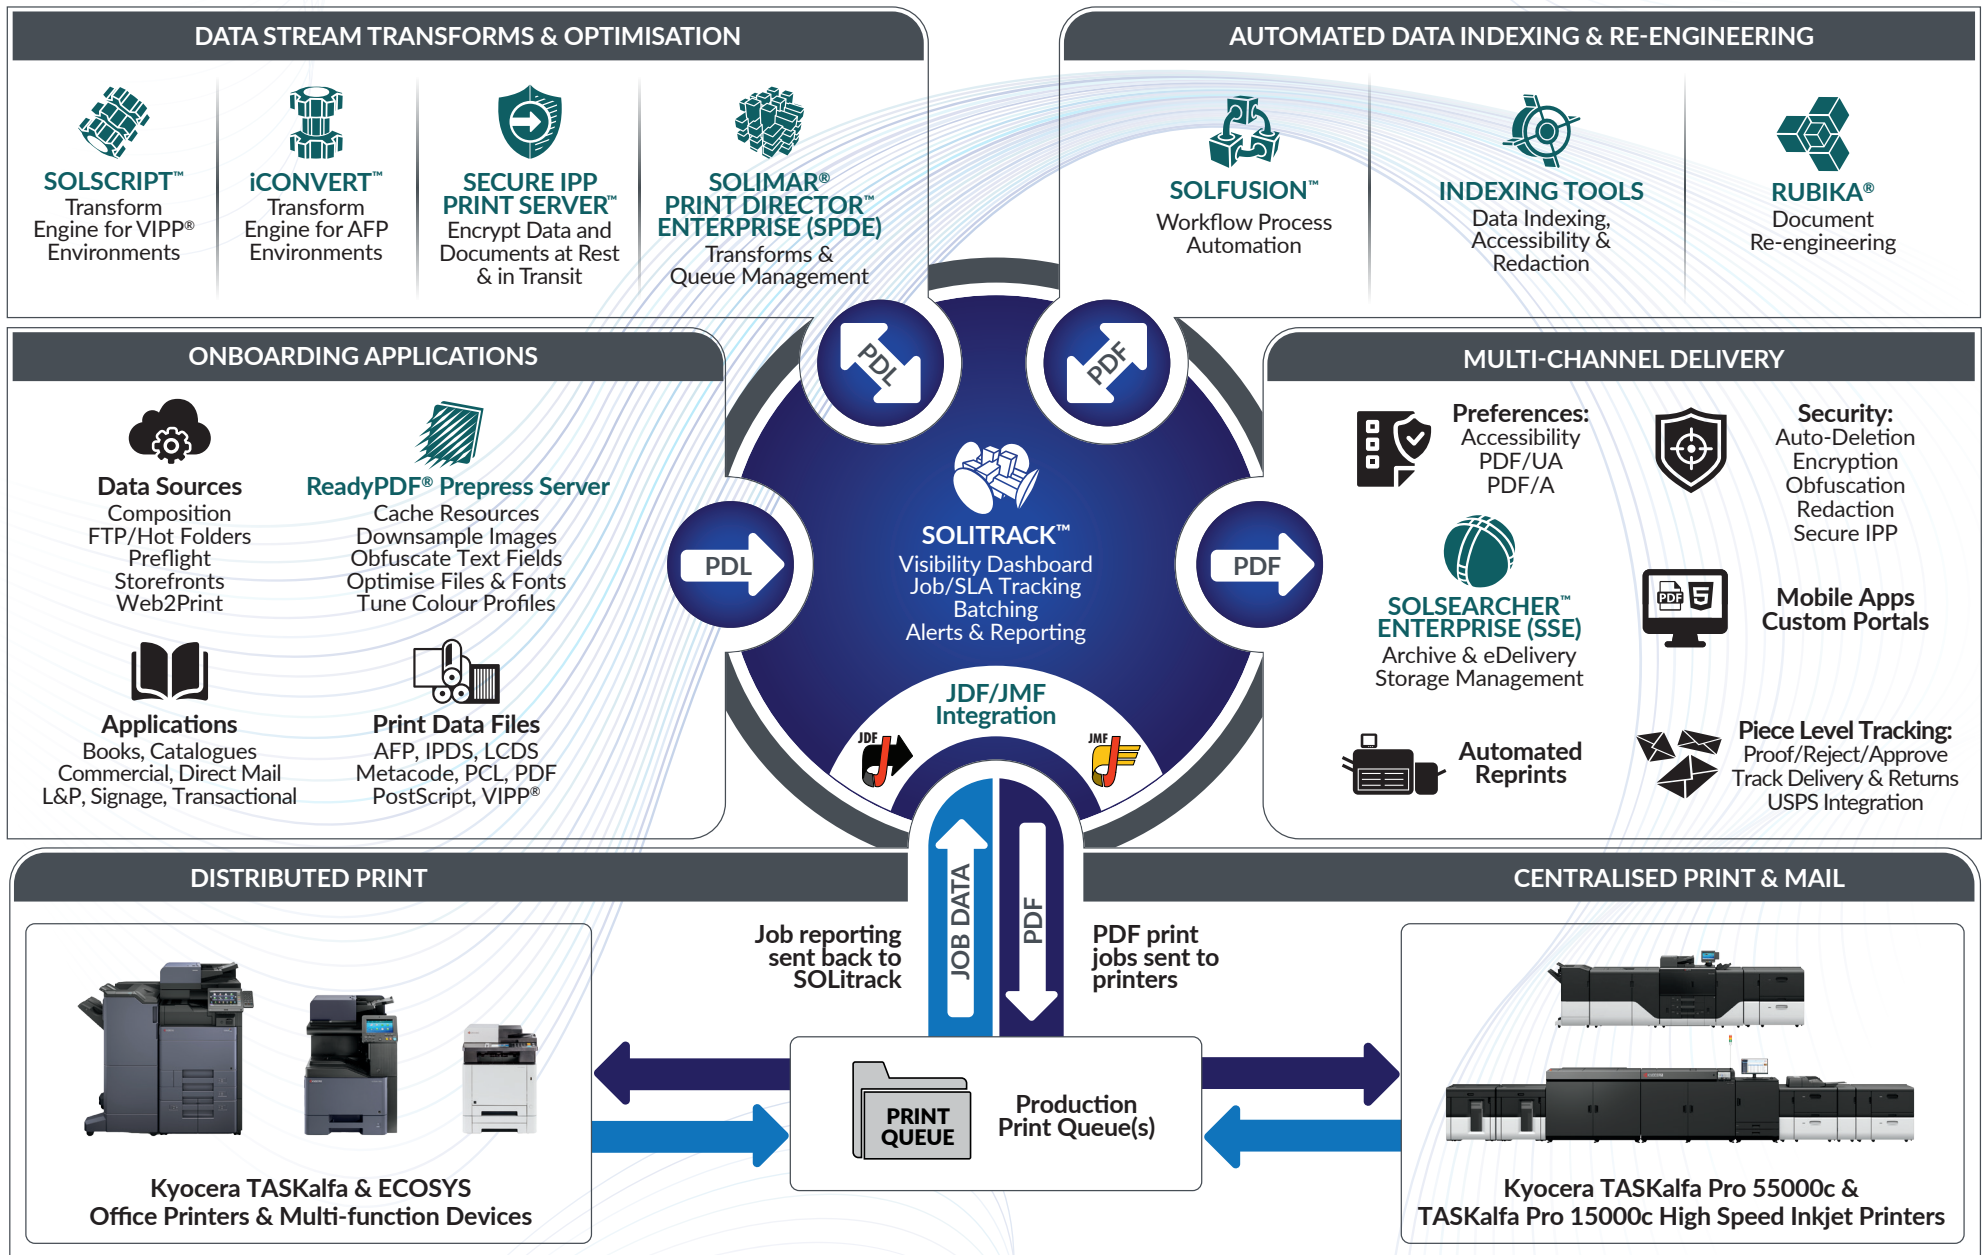 DATA STREAM TRANSFORMS & OPTIMISATION
SOLSCRIPT™
Transform
Engine for VIPP®
Environments
iCONVERT™
Transform
Engine for AFP
Environments
SECURE IPP
PRINT SERVER™
Encrypt Data and
Documents at Rest
& in Transit
SOLIMAR®
PRINT DIRECTOR™
ENTERPRISE (SPDE)
Transforms &
Queue Management
AUTOMATED DATA INDEXING & RE-ENGINEERING
SOLFUSION™
Workflow Process
Automation
INDEXING TOOLS
Data Indexing,
Accessibility &
Redaction
RUBIKA®
Document
Re-engineering
ONBOARDING APPLICATIONS
Data Sources
Composition
FTP/Hot Folders
Preflight
Storefronts
Web2Print
ReadyPDF® Prepress Server
Cache Resources
Downsample Images
Obfuscate Text Fields
Optimise Files & Fonts
Tune Colour Profiles
Applications
Books, Catalogues
Commercial, Direct Mail
L&P, Signage, Transactional
Print Data Files
AFP, IPDS, LCDS
Metacode, PCL, PDF
PostScript, VIPP®
PDL
PDF
PDL
PDF
SOLITRACK™
Visibility Dashboard
Job/SLA Tracking
Batching
Alerts & Reporting
JDF/JMF
Integration
JDF
JMF
MULTI-CHANNEL DELIVERY
Preferences:
Accessibility
PDF/UA
PDF/A
Security:
Auto-Deletion
Encryption
Obfuscation
Redaction
Secure IPP
SOLSEARCHER™
ENTERPRISE (SSE)
Archive & eDelivery
Storage Management
PDF
5
Mobile Apps
Custom Portals
Automated
Reprints
Piece Level Tracking:
Proof/Reject/Approve
Track Delivery & Returns
USPS Integration
DISTRIBUTED PRINT
CENTRALISED PRINT & MAIL
Job reporting
sent back to
SOLitrack
JOB DATA
PDF
PDF print
jobs sent to
printers
PRINT
QUEUE
Production
Print Queue(s)
Kyocera TASKalfa & ECOSYS
Office Printers & Multi-function Devices
Kyocera TASKalfa Pro 55000c &
TASKalfa Pro 15000c High Speed Inkjet Printers